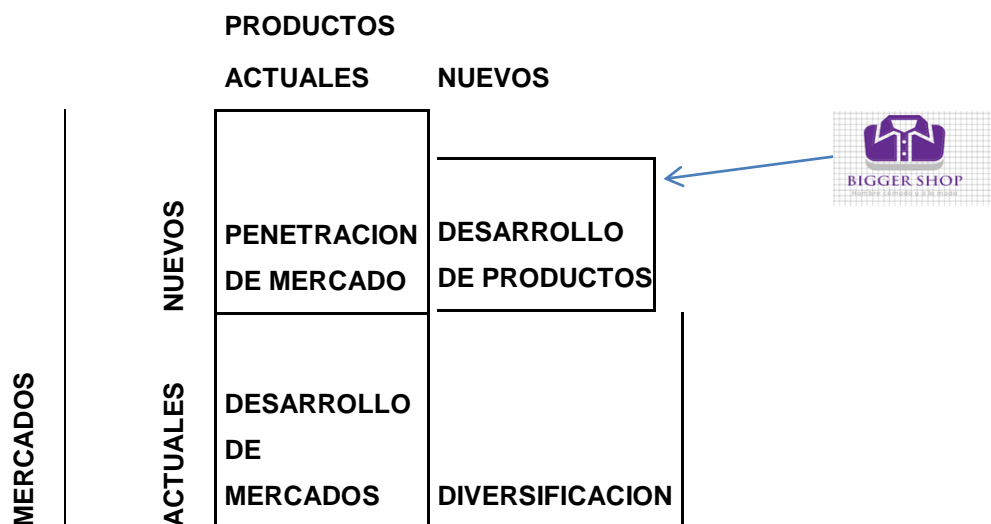 PRODUCTOS
ACTUALES NUEVOS
BIGGER SHOP
NUEVOS
PENETRACION
DE MERCADO
DESARROLLO
DE PRODUCTOS
MERCADOS
ACTUALES
DESARROLLO
DE
MERCADOS
DIVERSIFICACION